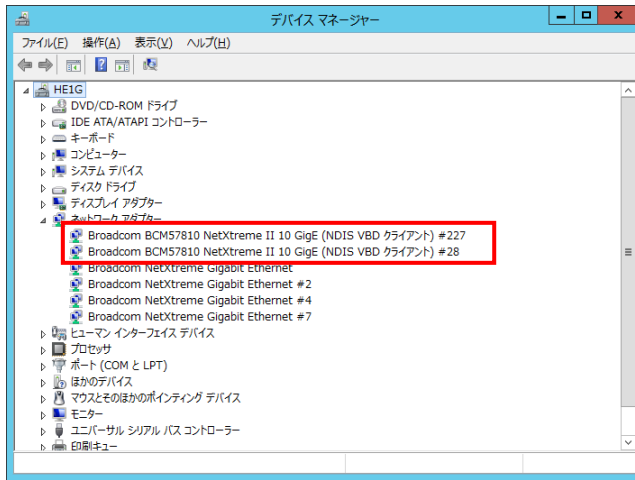 デバイス マネージャー
ファイル(F) 操作(A) 表示(V) ヘルプ(H)
HE1G
DVD/CD-ROM ドライブ
IDE ATA/ATAPI コントローラー
キーボード
コンピューター
システム デバイス
ディスク ドライブ
ディスプレイ アダプター
ネットワーク アダプター
Broadcom BCM57810 NetXtreme II 10 GigE (NDIS VBD クライアント) #227
Broadcom BCM57810 NetXtreme II 10 GigE (NDIS VBD クライアント) #28
Broadcom NetXtreme Gigabit Ethernet
Broadcom NetXtreme Gigabit Ethernet #2
Broadcom NetXtreme Gigabit Ethernet #4
Broadcom NetXtreme Gigabit Ethernet #7
ヒューマン インターフェイス デバイス
プロセッサ
ポート (COM と LPT)
ほかのデバイス
マウスとそのほかのポインティング デバイス
モニター
ユニバーサル シリアル バス コントローラー
印刷キュー